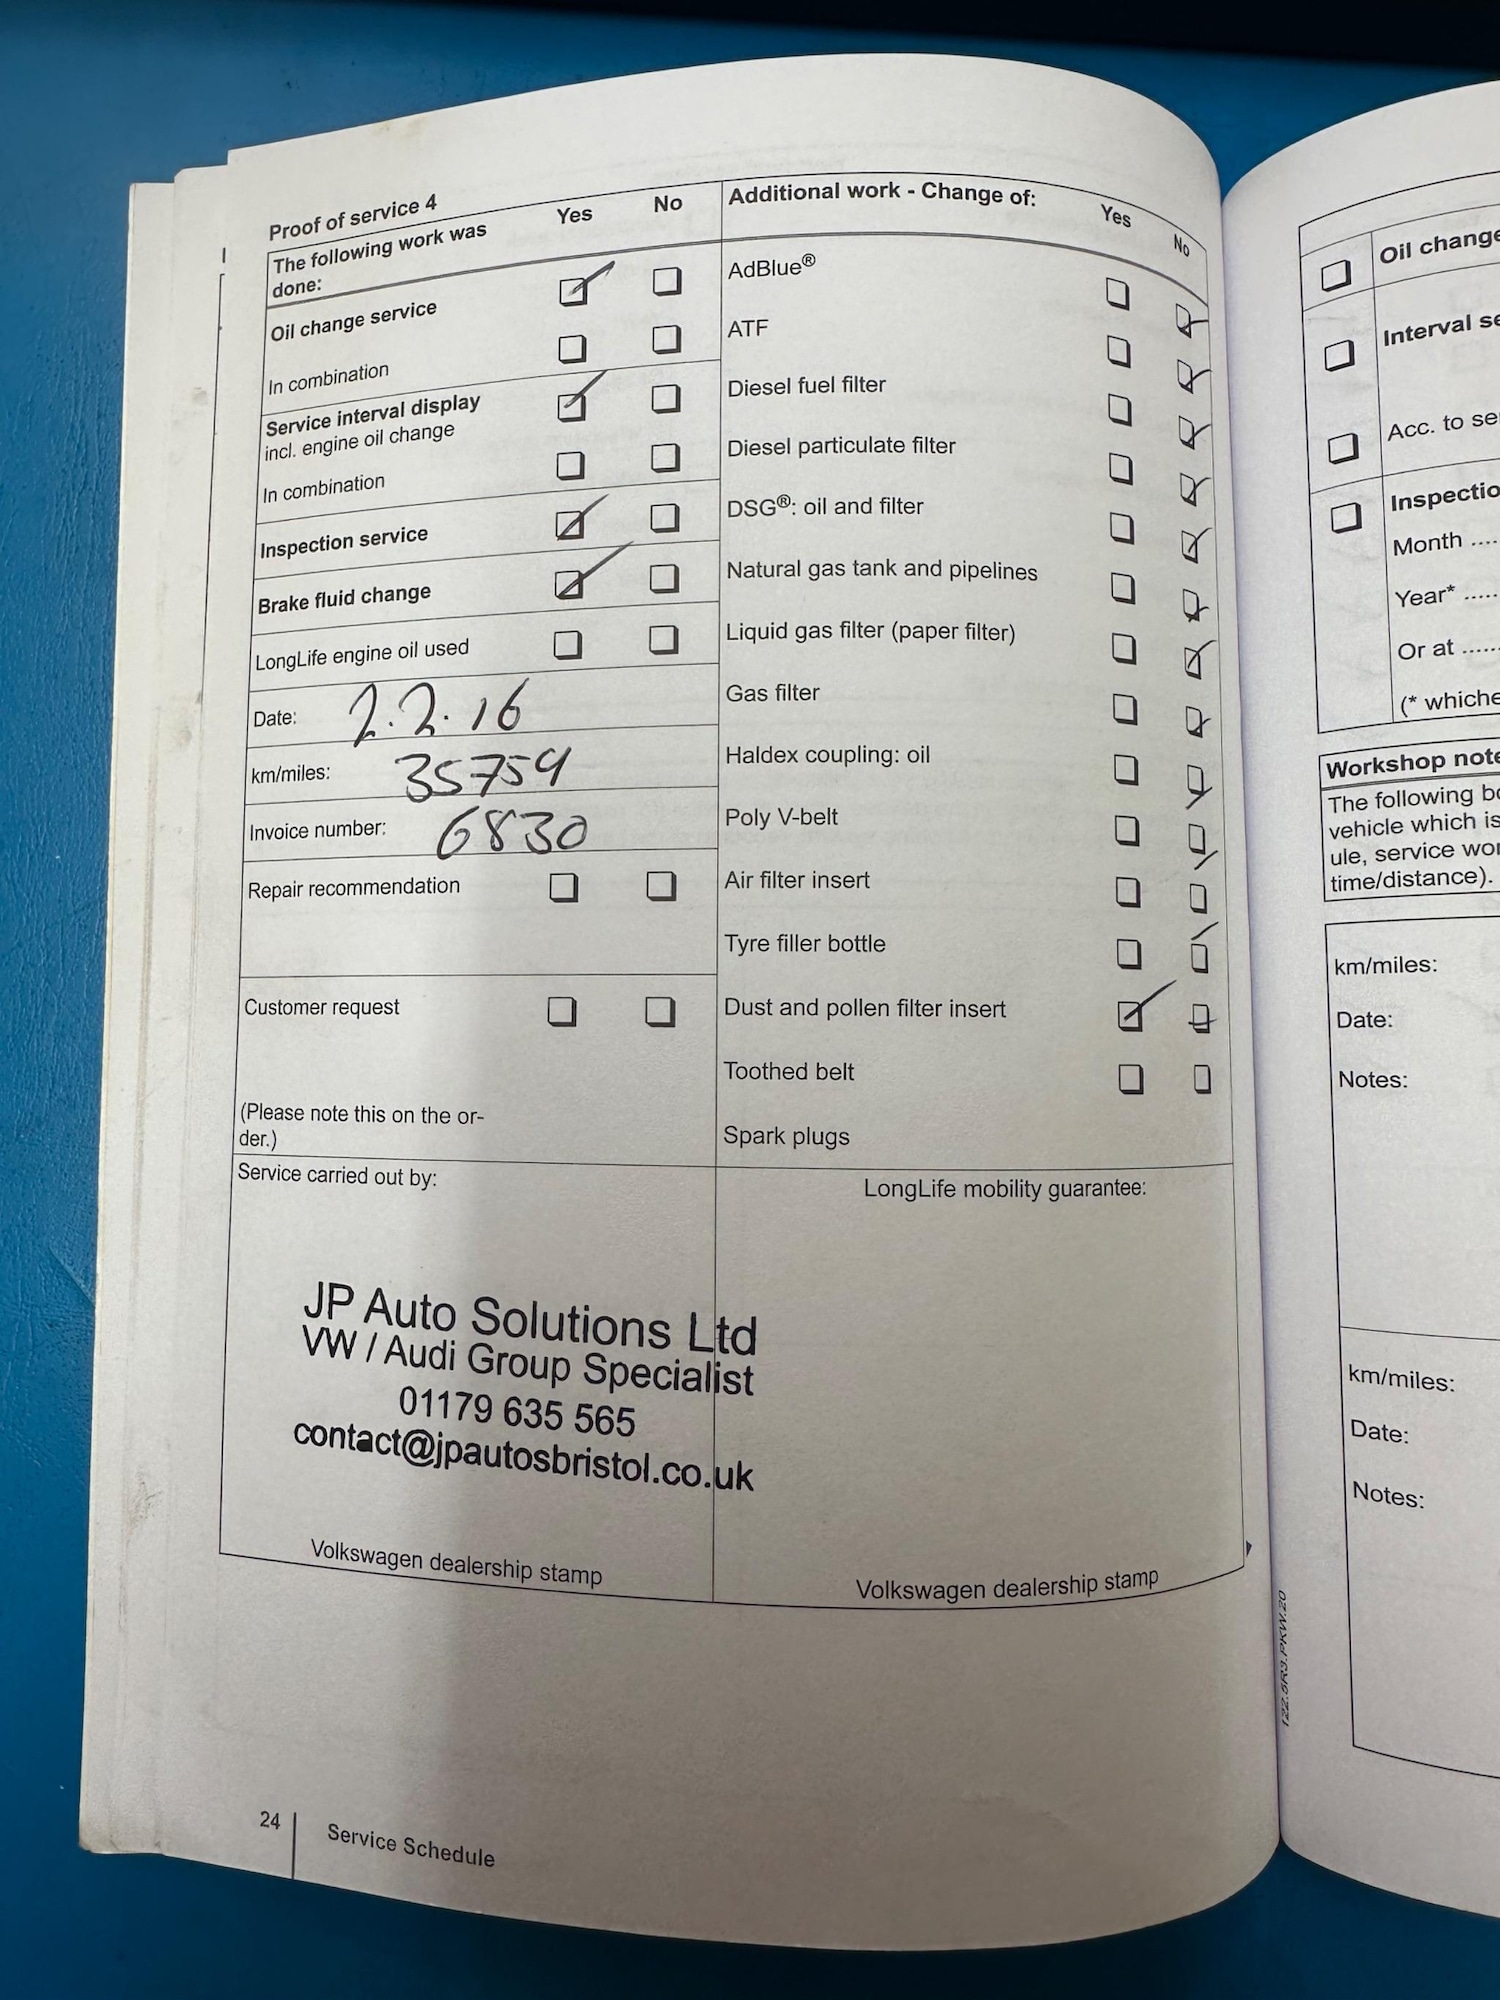 Proof of service 4
The following work was
done:
Yes
No
Oil change service
In combination
Service interval display
incl. engine oil change
In combination
Inspection service
Brake fluid change
LongLife engine oil used
Date: 2.2.16
km/miles: 35759
Invoice number: 6830
Repair recommendation
Customer request
(Please note this on the or-
der.)
Additional work - Change of:
Yes
No
AdBlue®
ATF
Diesel fuel filter
Diesel particulate filter
DSG®: oil and filter
Natural gas tank and pipelines
Liquid gas filter (paper filter)
Gas filter
Haldex coupling: oil
Poly V-belt
Air filter insert
Tyre filler bottle
Dust and pollen filter insert
Toothed belt
Spark plugs
Service carried out by:
JP Auto Solutions Ltd
VW / Audi Group Specialist
01179 635 565
contact@jpautosbristol.co.uk
Volkswagen dealership stamp
LongLife mobility guarantee:
Volkswagen dealership stamp
24
Service Schedule
Oil change
Interval se
Acc. to se
Inspectio
Month ....
Year* .....
Or at ......
(* whiche
Workshop note
The following bo
vehicle which is
ule, service wor
time/distance).
km/miles:
Date:
Notes:
km/miles:
Date:
Notes:
122.5R3.PKW.20